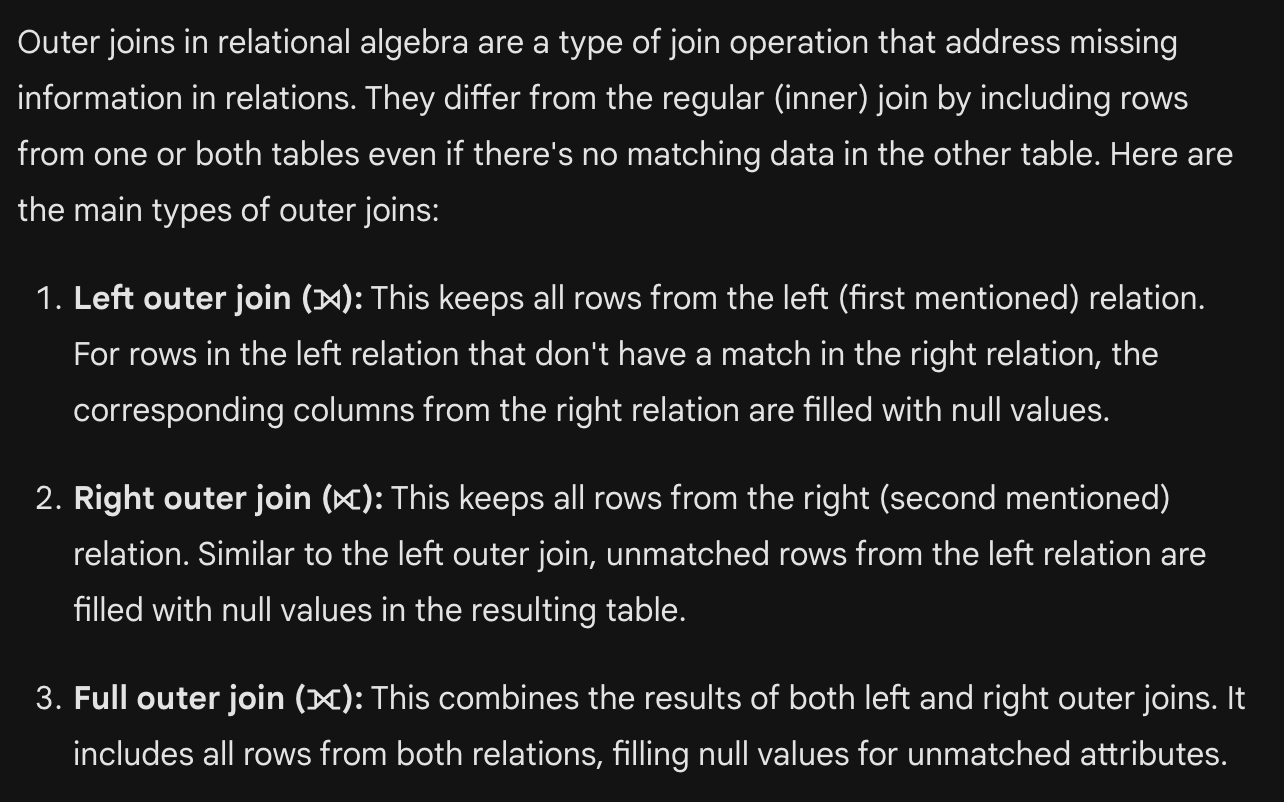 Outer joins in relational algebra are a type of join operation that address missing
information in relations. They differ from the regular (inner) join by including rows
from one or both tables even if there's no matching data in the other table. Here are
the main types of outer joins:
1. Left outer join (⟕): This keeps all rows from the left (first mentioned) relation.
For rows in the left relation that don't have a match in the right relation, the
corresponding columns from the right relation are filled with null values.
2. Right outer join (⟖): This keeps all rows from the right (second mentioned)
relation. Similar to the left outer join, unmatched rows from the left relation are
filled with null values in the resulting table.
3. Full outer join (⟗): This combines the results of both left and right outer joins. It
includes all rows from both relations, filling null values for unmatched attributes.